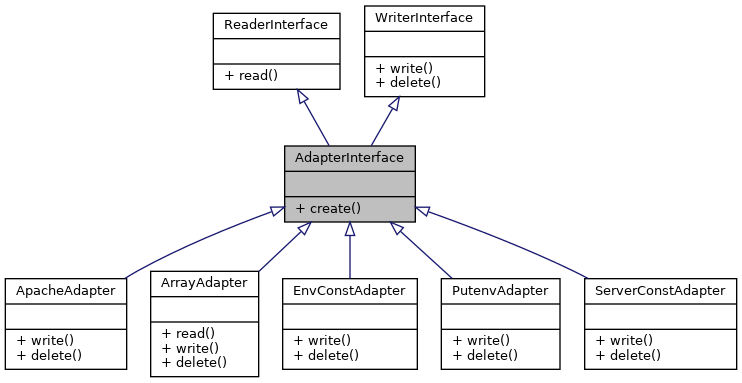 ReaderInterface
+ read()
WriterInterface
+ write()
+ delete()
AdapterInterface
+ create()
ApacheAdapter
+ write()
+ delete()
ArrayAdapter
+ read()
+ write()
+ delete()
EnvConstAdapter
+ write()
+ delete()
PutenvAdapter
+ write()
+ delete()
ServerConstAdapter
+ write()
+ delete()